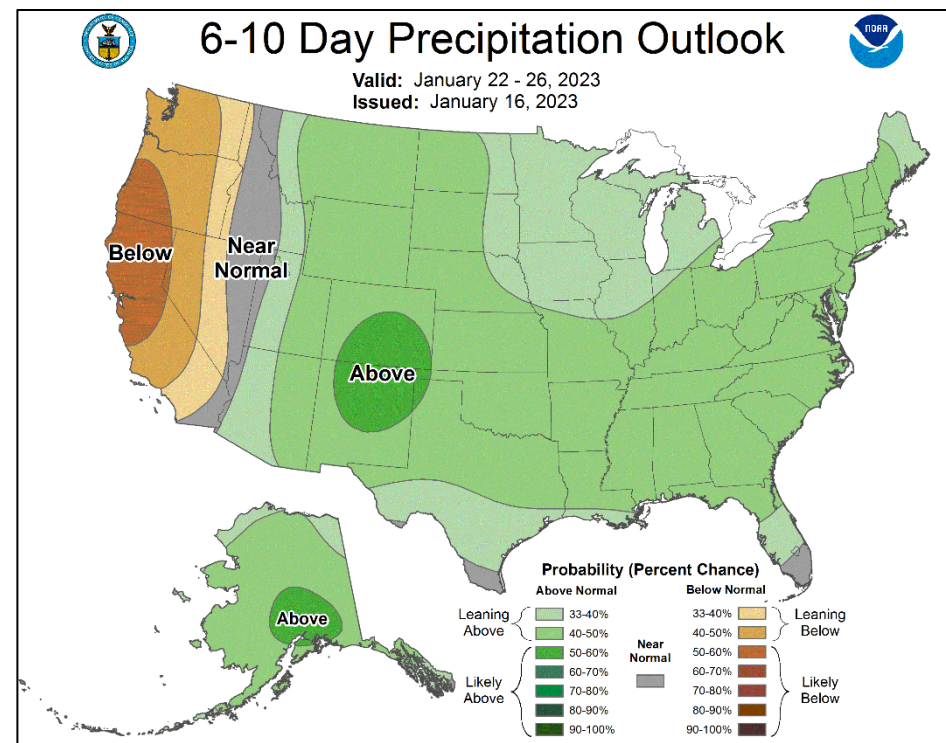 6-10 Day Precipitation Outlook
NOAA
Valid: January 22 - 26, 2023
Issued: January 16, 2023
Below
Near
Normal
Above
Above
Probability (Percent Chance)
Above Normal
Below Normal
Leaning
Above
33-40%
40-50%
Likely
Above
50-60%
60-70%
70-80%
80-90%
90-100%
Near
Normal
33-40%
40-50%
Leaning
Below
50-60%
60-70%
70-80%
80-90%
90-100%
Likely
Below